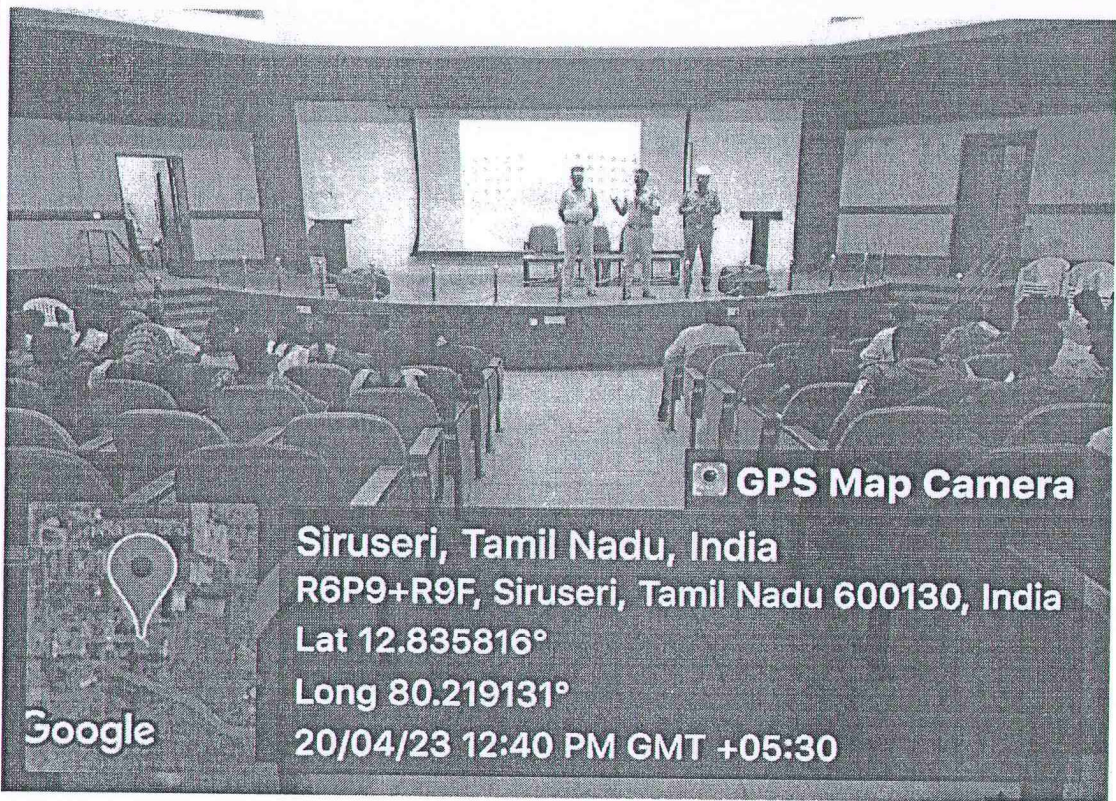 GPS Map Camera
Siruseri, Tamil Nadu, India
R6P9+R9F, Siruseri, Tamil Nadu 600130, India
Lat 12.835816°
Long 80.219131°
20/04/23 12:40 PM GMT +05:30
Google